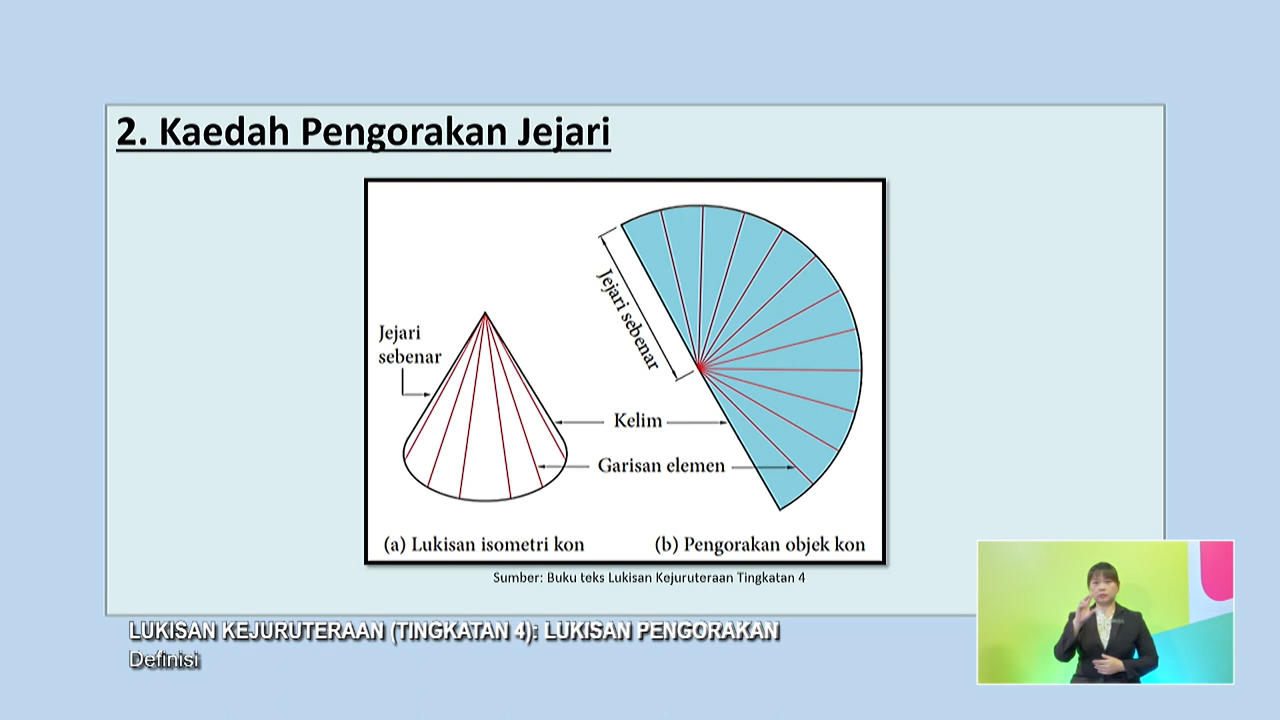 2. Kaedah Pengorakan Jejari
Jejari
sebenar
Jejari sebenar
Kelim
Garisan elemen
(a) Lukisan isometri kon
(b) Pengorakan objek kon
Sumber: Buku teks Lukisan Kejuruteraan Tingkatan 4
LUKISAN KEJURUTERAAN (TINGKATAN 4): LUKISAN PENGORAKAN
Definisi